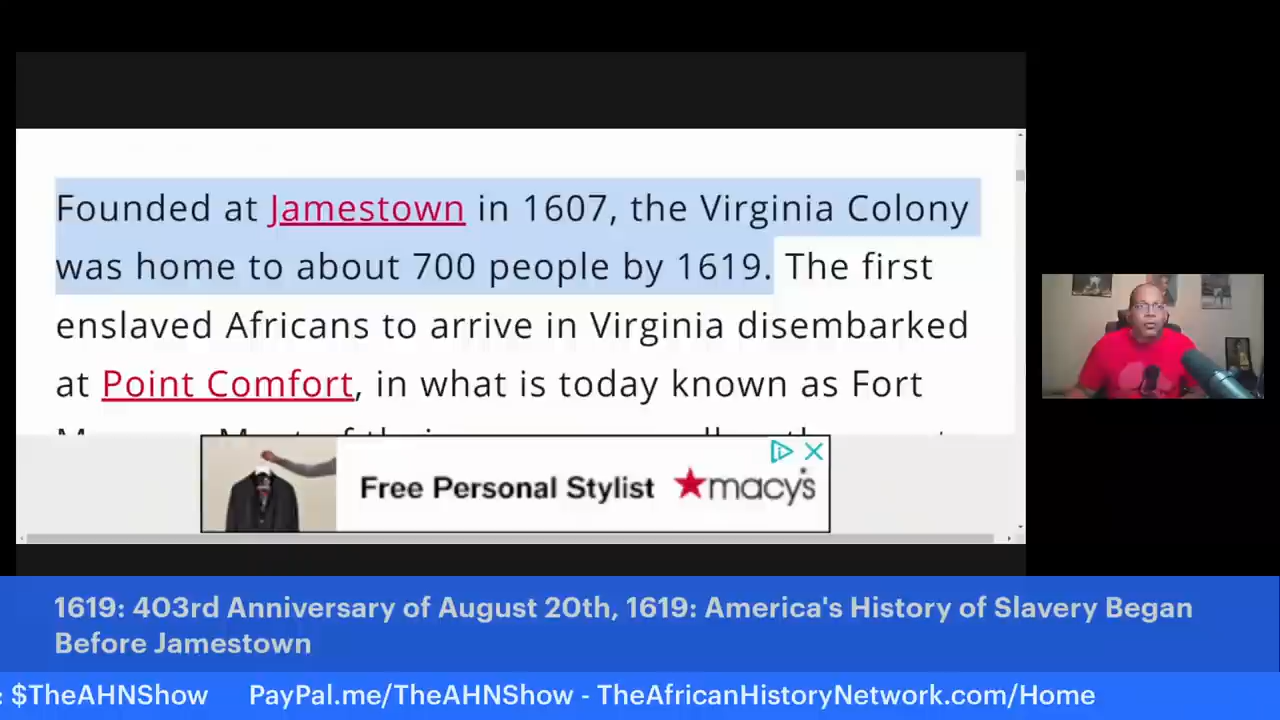 Founded at Jamestown in 1607, the Virginia Colony
was home to about 700 people by 1619. The first
enslaved Africans to arrive in Virginia disembarked
at Point Comfort, in what is today known as Fort
Free Personal Stylist
macy's
1619: 403rd Anniversary of August 20th, 1619: America's History of Slavery Began
Before Jamestown
: $TheAHNShow PayPal.me/TheAHNShow - TheAfricanHistoryNetwork.com/Home